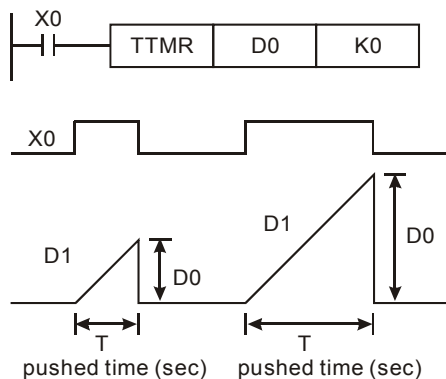 X0
TTMR D0 K0
X0
D1 D0 D1 D0
T T
pushed time (sec) pushed time (sec)